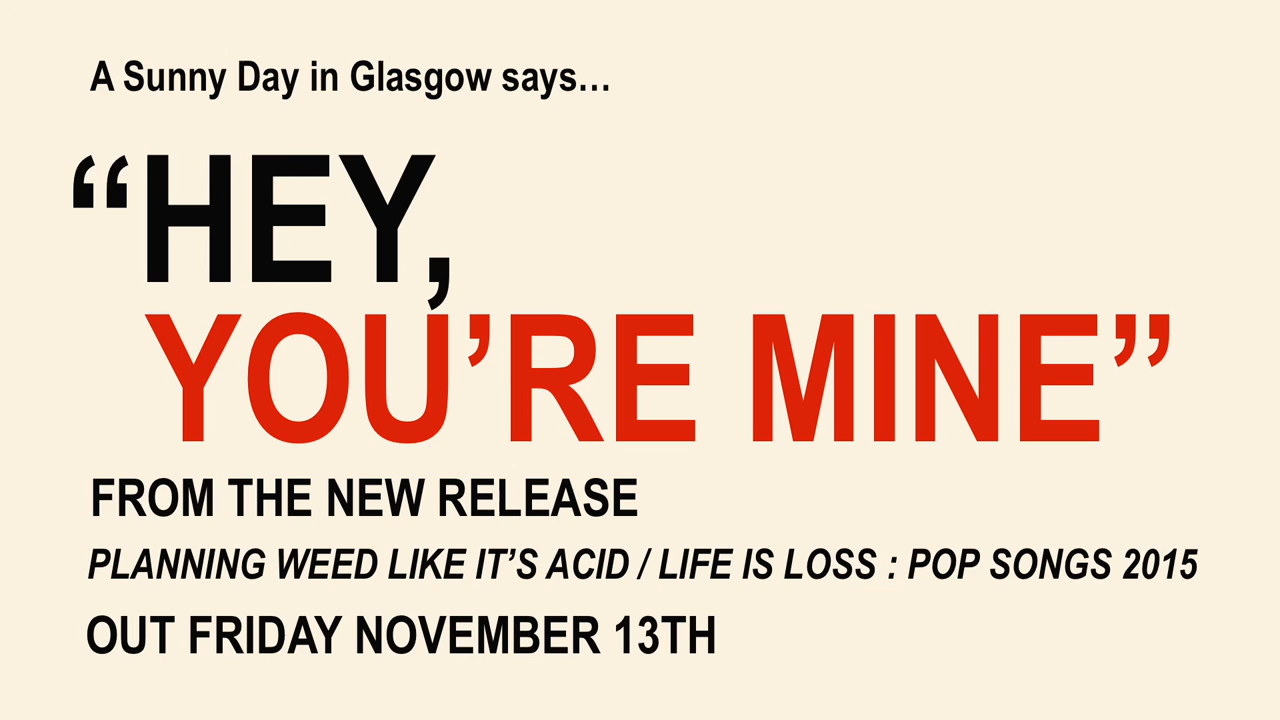 A Sunny Day in Glasgow says...
“HEY,
YOU’RE MINE”
FROM THE NEW RELEASE
PLANNING WEED LIKE IT’S ACID / LIFE IS LOSS : POP SONGS 2015
OUT FRIDAY NOVEMBER 13TH